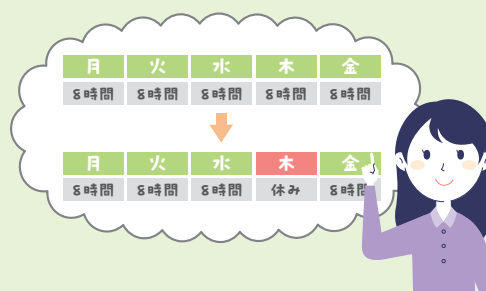 月 火 水 木 金
8時間 8時間 8時間 8時間 8時間
月 火 水 木 金
8時間 8時間 8時間 休み 8時間